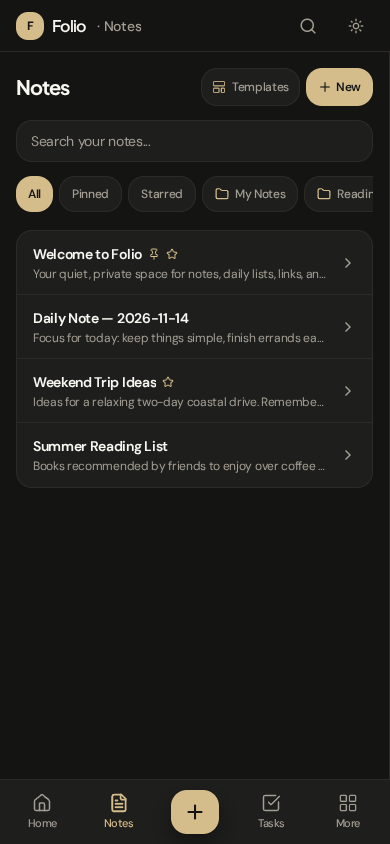 F Folio · Notes
Notes
Templates
New
Search your notes...
All Pinned Starred My Notes Readin
Welcome to Folio
Your quiet, private space for notes, daily lists, links, an...
Daily Note — 2026-11-14
Focus for today: keep things simple, finish errands ea...
Weekend Trip Ideas
Ideas for a relaxing two-day coastal drive. Remembe...
Summer Reading List
Books recommended by friends to enjoy over coffee ...
Home Notes Tasks More